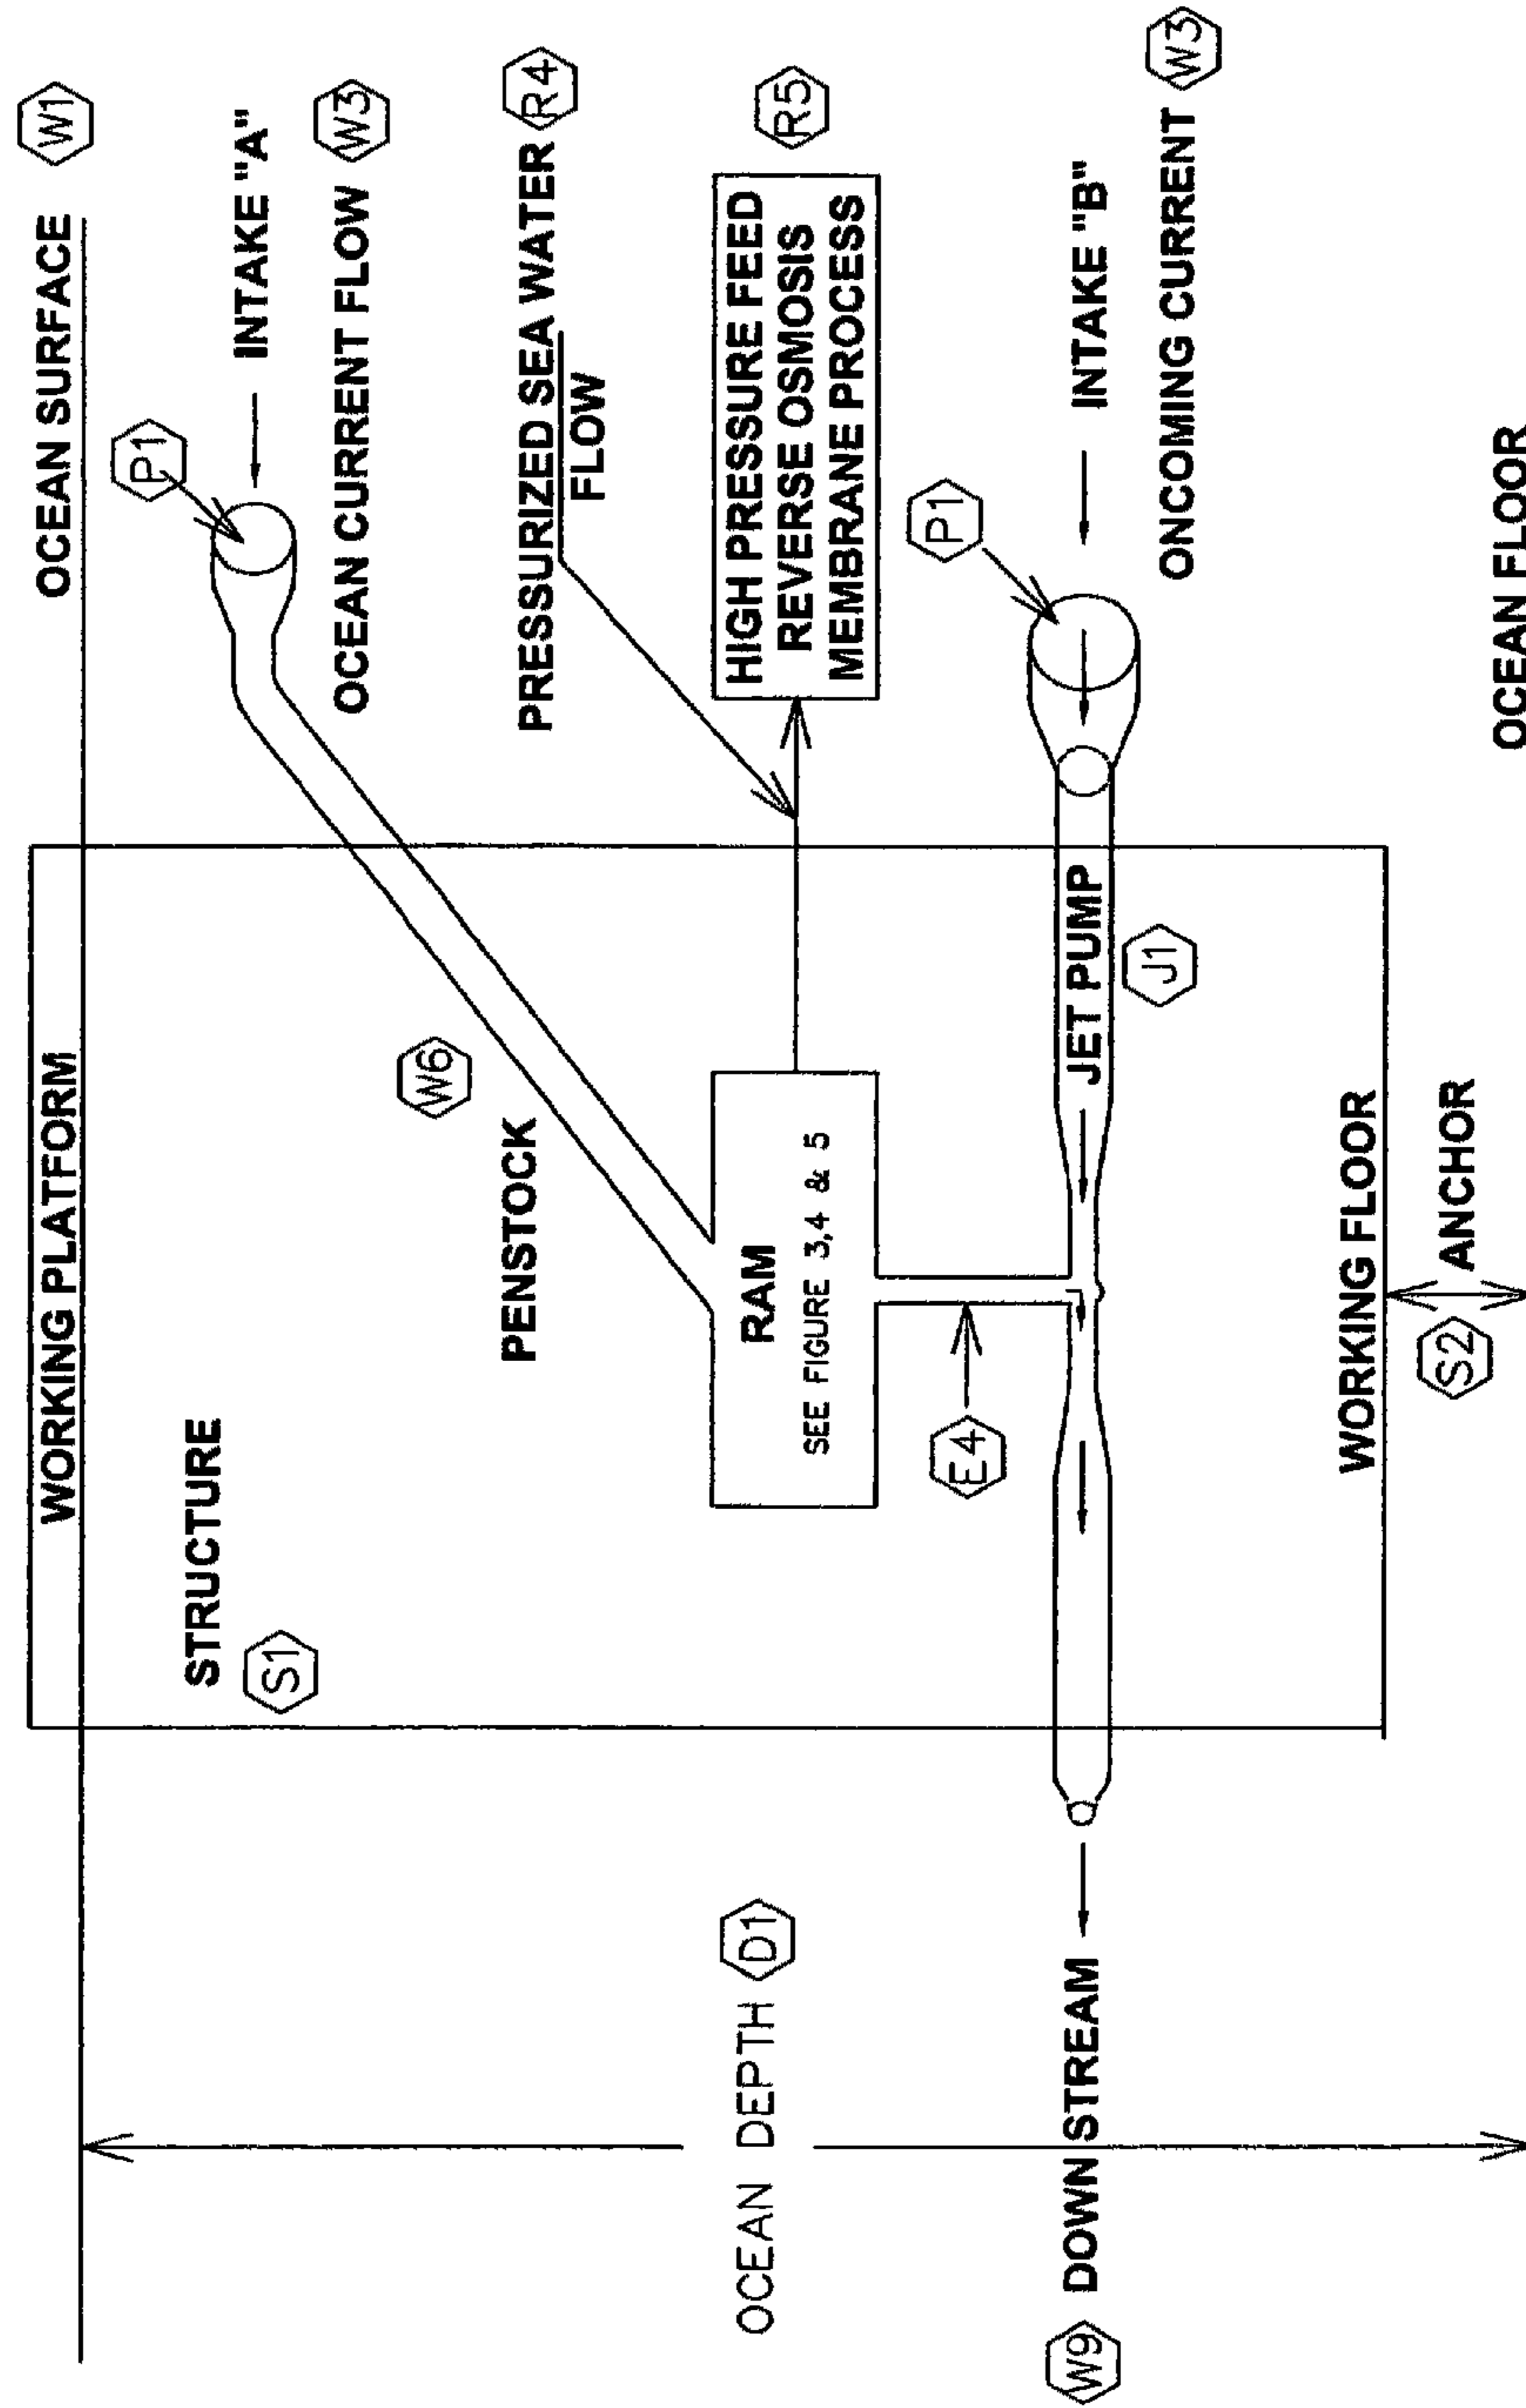 WORKING PLATFORM
OCEAN SURFACE W1
STRUCTURE
S1
P1
INTAKE "A"
OCEAN CURRENT FLOW W3
W6
PENSTOCK
PRESSURIZED SEA WATER R4
FLOW
OCEAN DEPTH D1
RAM
SEE FIGURE 3,4 & 5
HIGH PRESSURE FEED
REVERSE OSMOSIS
MEMBRANE PROCESS
R5
E4
P1
W9 DOWN STREAM
JET PUMP
J1
INTAKE "B"
ONCOMING CURRENT W3
WORKING FLOOR
S2
ANCHOR
OCEAN FLOOR